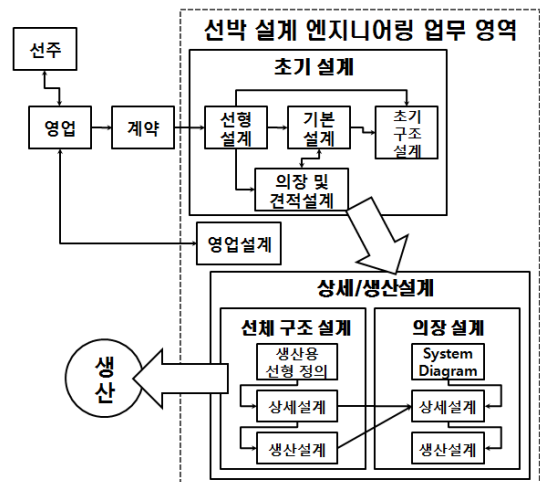 선박 설계 엔지니어링 업무 영역
선주
초기 설계
영업
계약
선형
설계
기본
설계
초기
구조
설계
의장 및
견적설계
영업설계
상세/생산설계
선체 구조 설계
의장 설계
생산용
선형 정의
System
Diagram
생
산
상세설계
상세설계
생산설계
생산설계